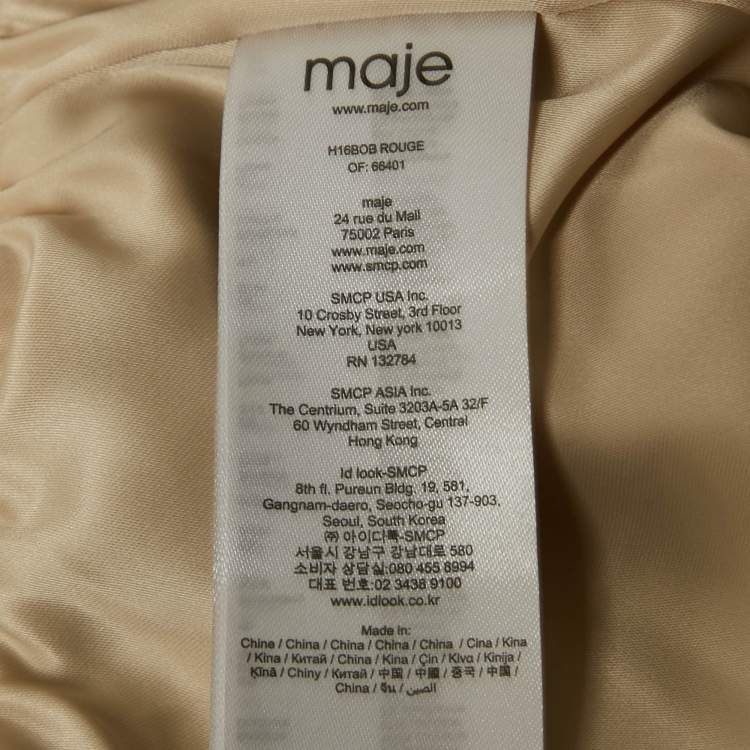 maje
www.maje.com
H16BOB ROUGE
OF: 66401
maje
24 rue du Mail
75002 Paris
www.maje.com
www.smcp.com
SMCP USA Inc.
10 Crosby Street, 3rd Floor
New York, New york 10013
USA
RN 132784
SMCP ASIA Inc.
The Centrium, Suite 3203A-5A 32/F
60 Wyndham Street, Central
Hong Kong
Id look-SMCP
8th fl. Pureun Bldg. 19, 581,
Gangnam-daero, Seocho-gu 137-903,
Seoul, South Korea
㈜ 아이디룩-SMCP
서울시 강남구 강남대로 580
소비자 상담실:080 455 8994
대표 번호:02 3438 9100
www.idlook.co.kr
Made in:
Chine / China / China / China / China / Cina / Kina
/ Kina / Китай / China / Kina / Čin / Κίνα / Kinija /
Ķīnā / Chiny / Китай / 中国 / 中國 / 중국 / 中国 /
China / จีน / الصين